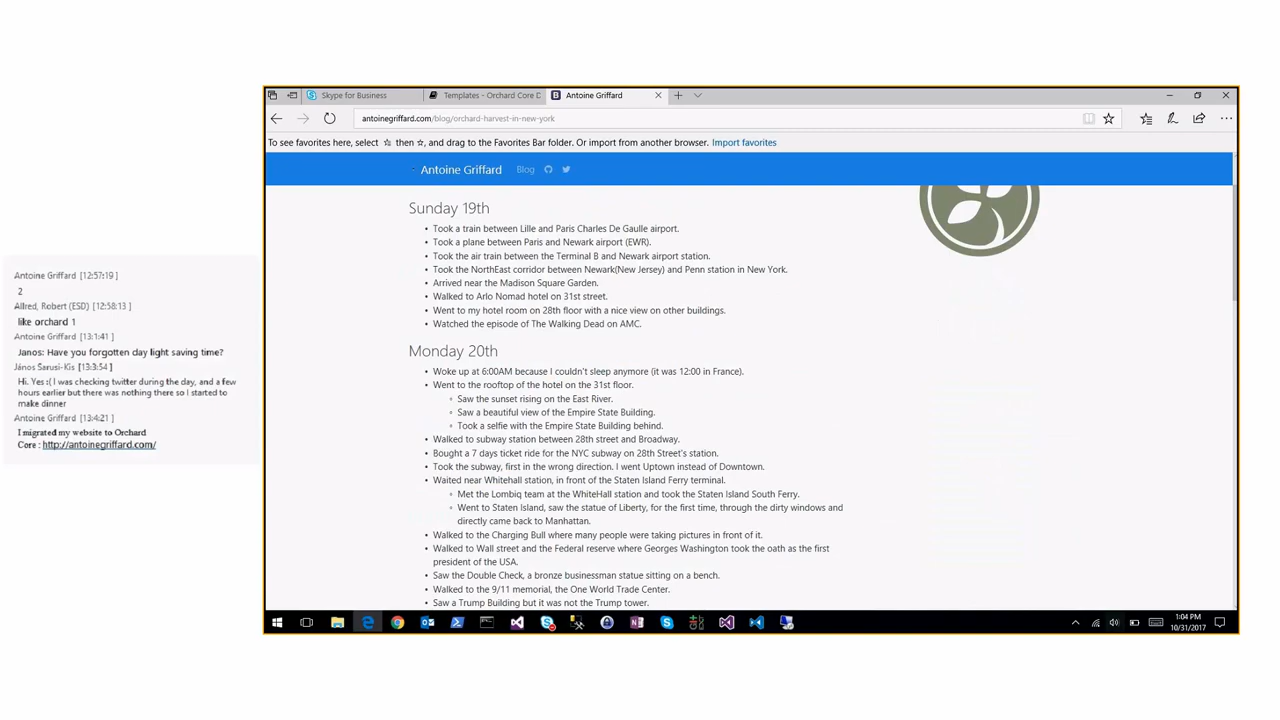 Antoine Griffard [12:57:19]
2
Allred, Robert (ESD) [12:58:13]
like orchard 1
Antoine Griffard [13:1:41]
Janos: Have you forgotten day light saving time?
János Sarusi-Kis [13:3:54]
Hi. Yes :( I was checking twitter during the day, and a few
hours earlier but there was nothing there so I started to
make dinner
Antoine Griffard [13:4:21]
I migrated my website to Orchard
Core : http://antoinegriffard.com/
Skype for Business
Templates - Orchard Core D
Antoine Griffard
antoinegriffard.com/blog/orchard-harvest-in-new-york
To see favorites here, select ☆ then ☆, and drag to the Favorites Bar folder. Or import from another browser. Import favorites
Antoine Griffard Blog
Sunday 19th
• Took a train between Lille and Paris Charles De Gaulle airport.
• Took a plane between Paris and Newark airport (EWR).
• Took the air train between the Terminal B and Newark airport station.
• Took the NorthEast corridor between Newark(New Jersey) and Penn station in New York.
• Arrived near the Madison Square Garden.
• Walked to Arlo Nomad hotel on 31st street.
• Went to my hotel room on 28th floor with a nice view on other buildings.
• Watched the episode of The Walking Dead on AMC.
Monday 20th
• Woke up at 6:00AM because I couldn't sleep anymore (it was 12:00 in France).
• Went to the rooftop of the hotel on the 31st floor.
◦ Saw the sunset rising on the East River.
◦ Saw a beautiful view of the Empire State Building.
◦ Took a selfie with the Empire State Building behind.
• Walked to subway station between 28th street and Broadway.
• Bought a 7 days ticket ride for the NYC subway on 28th Street's station.
• Took the subway, first in the wrong direction. I went Uptown instead of Downtown.
• Waited near Whitehall station, in front of the Staten Island Ferry terminal.
◦ Met the Lombiq team at the WhiteHall station and took the Staten Island South Ferry.
◦ Went to Staten Island, saw the statue of Liberty, for the first time, through the dirty windows and
directly came back to Manhattan.
• Walked to the Charging Bull where many people were taking pictures in front of it.
• Walked to Wall street and the Federal reserve where Georges Washington took the oath as the first
president of the USA.
• Saw the Double Check, a bronze businessman statue sitting on a bench.
• Walked to the 9/11 memorial, the One World Trade Center.
• Saw a Trump Building but it was not the Trump tower.
1:04 PM
10/31/2017